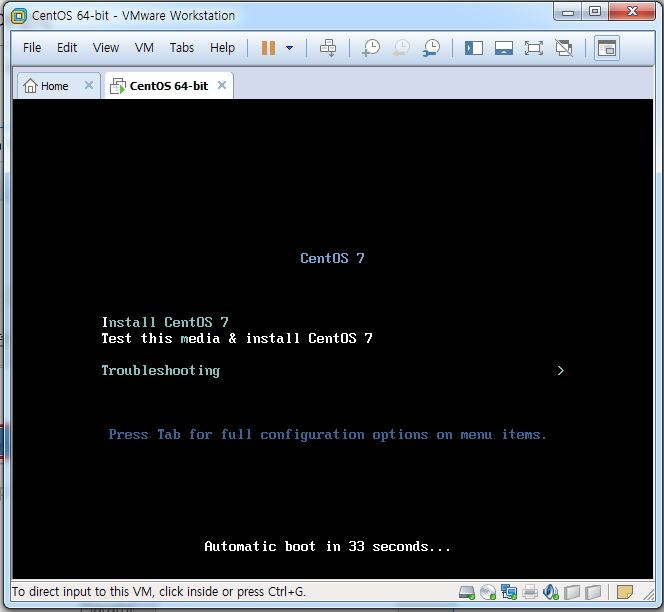 CentOS 64-bit - VMware Workstation
File Edit View VM Tabs Help
Home CentOS 64-bit
CentOS 7
Install CentOS 7
Test this media & install CentOS 7
Troubleshooting >
Press Tab for full configuration options on menu items.
Automatic boot in 33 seconds...
To direct input to this VM, click inside or press Ctrl+G.